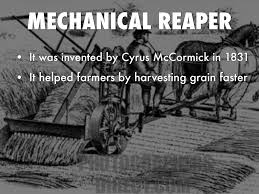 MECHANICAL REAPER
• It was invented by Cyrus McCormick in 1831
• It helped farmers by harvesting grain faster